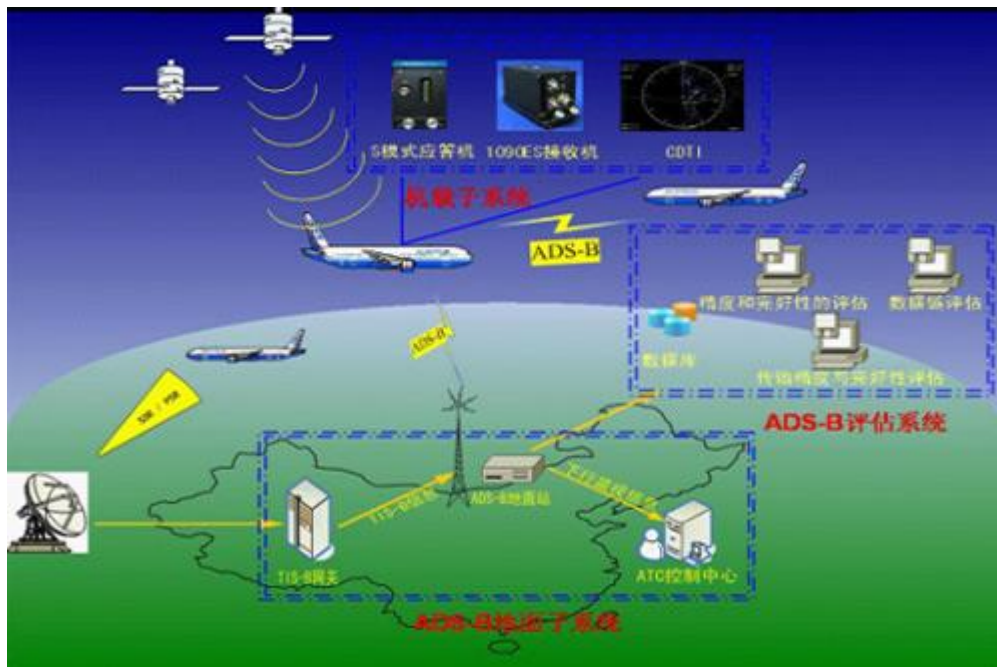 S模式应答机 1090ES接收机 CDTI
机载子系统
ADS-B
精度和完好性的评估 数据链评估
ADS-B
数据库
传输精度与完好性评估
SSR / PSR
ADS-B评估系统
TIS-B
ADS-B地面站
TIS-B网关
ATC控制中心
ADS-B地面子系统